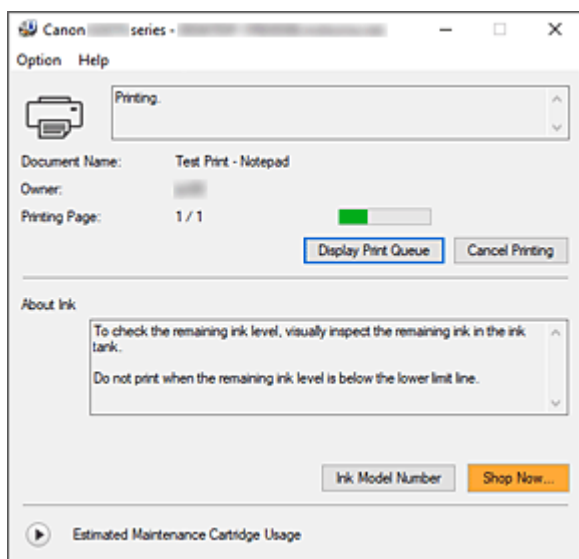 Canon series -
Option Help
Printing.
Document Name: Test Print - Notepad
Owner:
Printing Page: 1 / 1
Display Print Queue Cancel Printing
About Ink
To check the remaining ink level, visually inspect the remaining ink in the ink
tank.
Do not print when the remaining ink level is below the lower limit line.
Ink Model Number Shop Now...
Estimated Maintenance Cartridge Usage